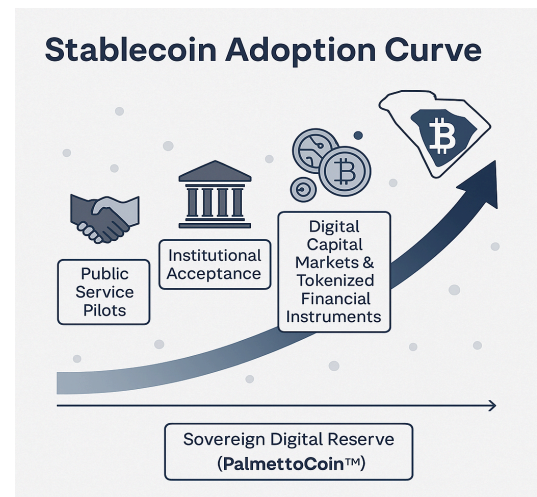 Stablecoin Adoption Curve
Public
Service
Pilots
Institutional
Acceptance
Digital
Capital
Markets &
Tokenized
Financial
Instruments
Sovereign Digital Reserve
(PalmettoCoin™)